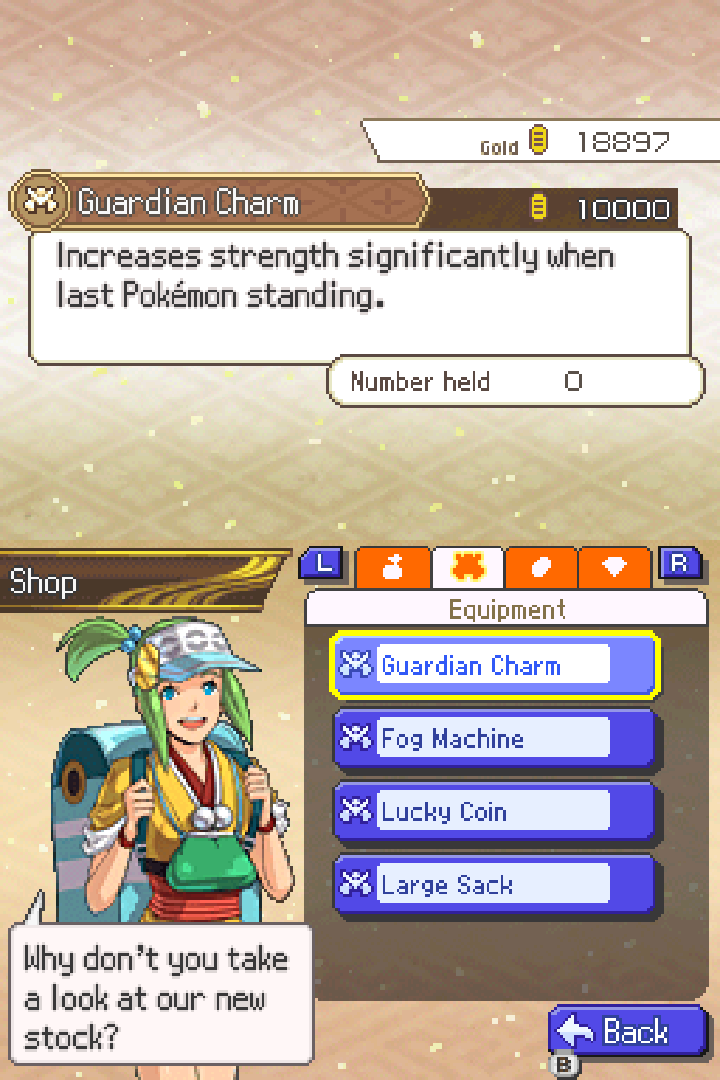 Gold 18897
Guardian Charm 10000
Increases strength significantly when
last Pokémon standing.
Number held 0
Shop
L
R
Equipment
Guardian Charm
Fog Machine
Lucky Coin
Large Sack
Why don't you take
a look at our new
stock?
Back
B